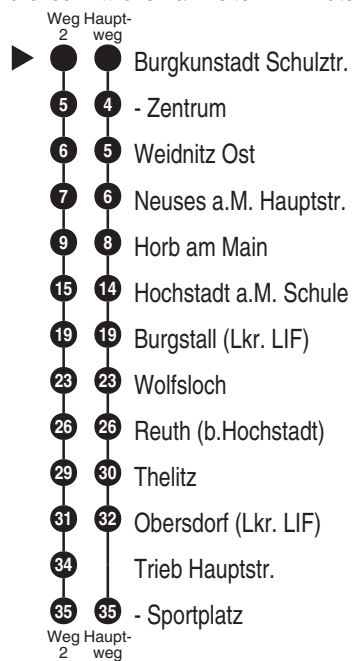 Weg Haupt-
2 weg
Burgkunstadt Schulztr.
5 4 - Zentrum
6 5 Weidnitz Ost
7 6 Neuses a.M. Hauptstr.
9 8 Horb am Main
15 14 Hochstadt a.M. Schule
19 19 Burgstall (Lkr. LIF)
23 23 Wolfsloch
26 26 Reuth (b.Hochstadt)
29 30 Thelitz
31 32 Obersdorf (Lkr. LIF)
34 Trieb Hauptstr.
35 35 - Sportplatz
Weg Haupt-
2 weg